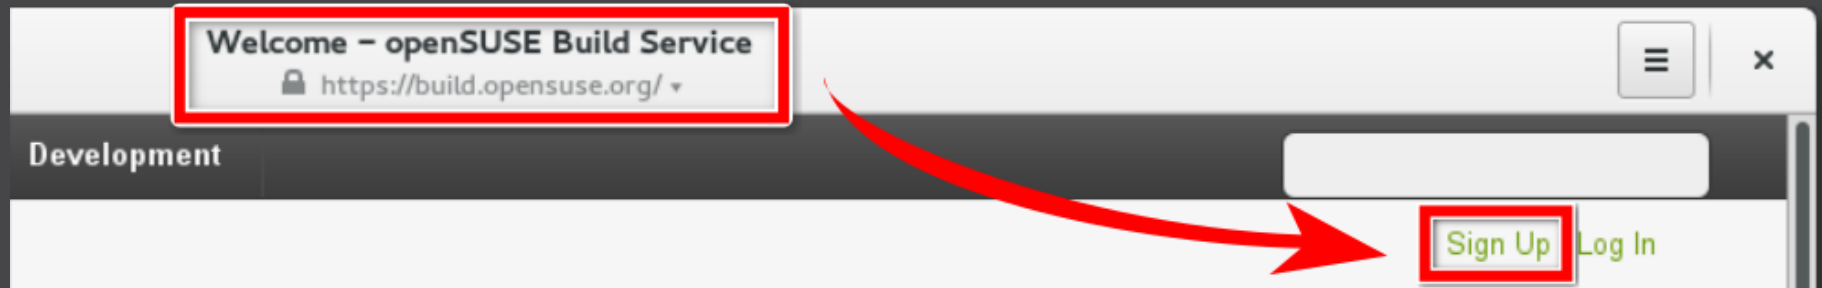 Welcome – openSUSE Build Service
https://build.opensuse.org/
Development
Sign Up Log In